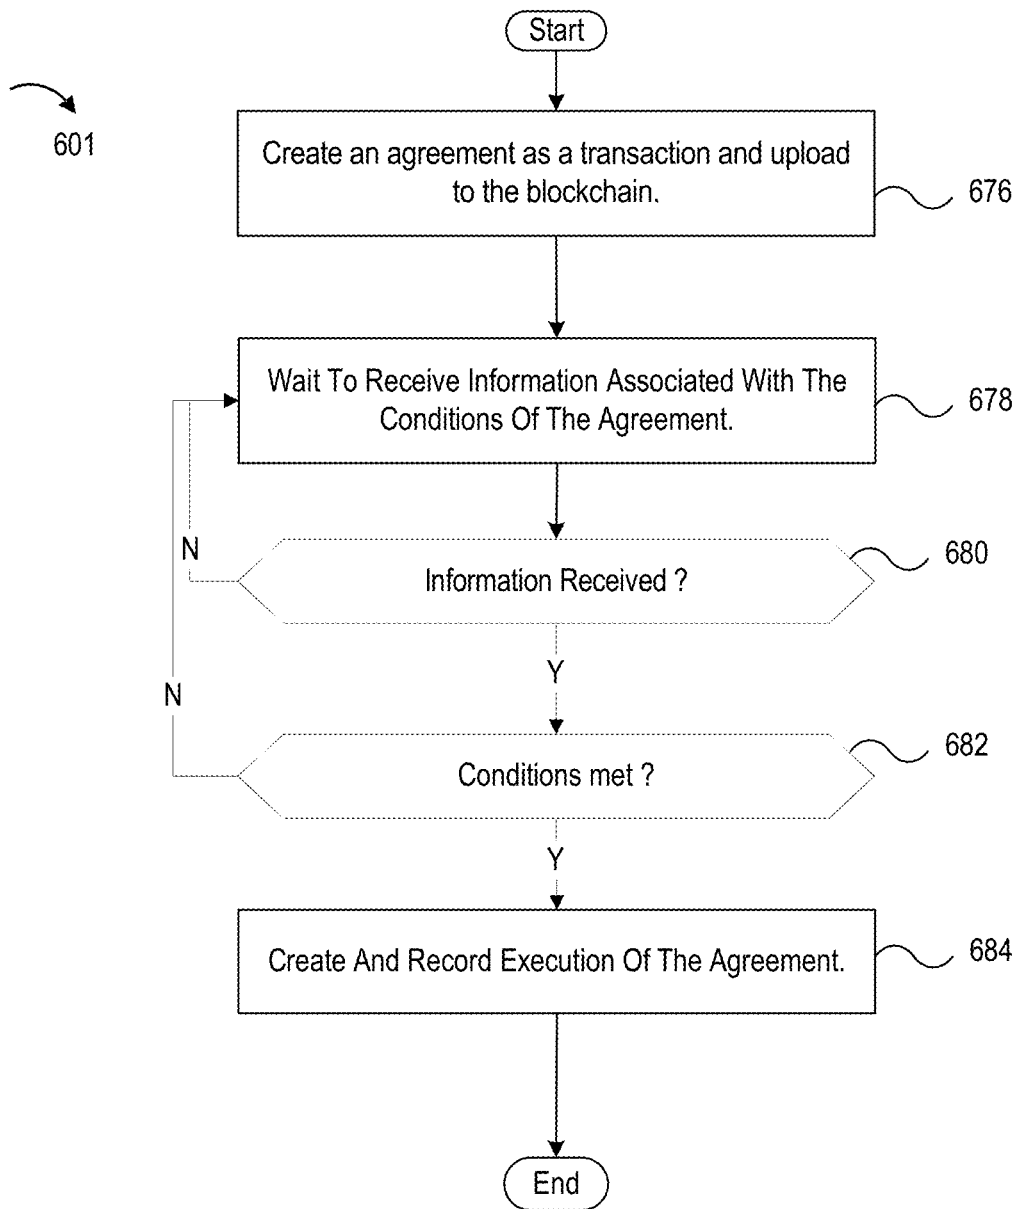 Start
601
Create an agreement as a transaction and upload
to the blockchain.
676
Wait To Receive Information Associated With The
Conditions Of The Agreement.
678
N
Information Received ?
680
Y
N
Conditions met ?
682
Y
Create And Record Execution Of The Agreement.
684
End